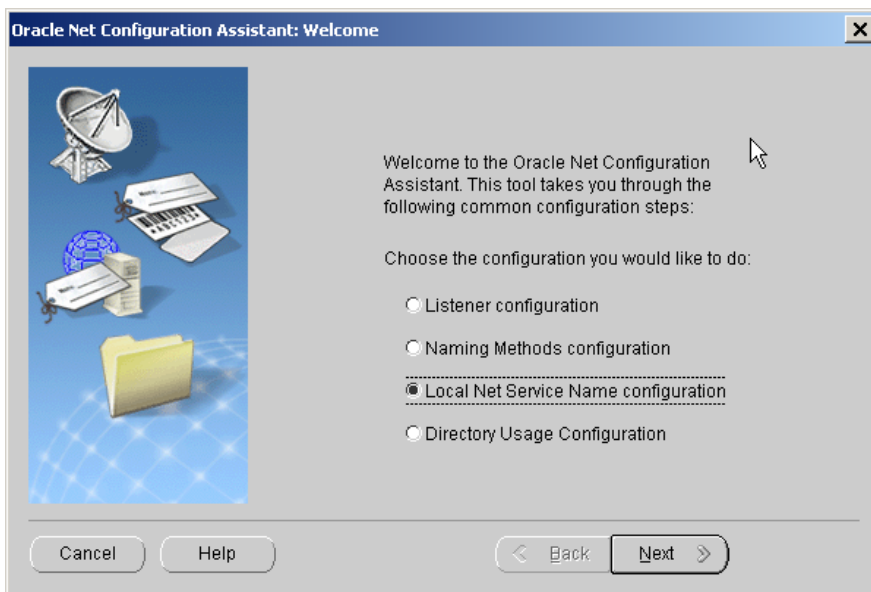 Oracle Net Configuration Assistant: Welcome
Welcome to the Oracle Net Configuration
Assistant. This tool takes you through the
following common configuration steps:
Choose the configuration you would like to do:
Listener configuration
Naming Methods configuration
Local Net Service Name configuration
Directory Usage Configuration
Cancel
Help
Back
Next